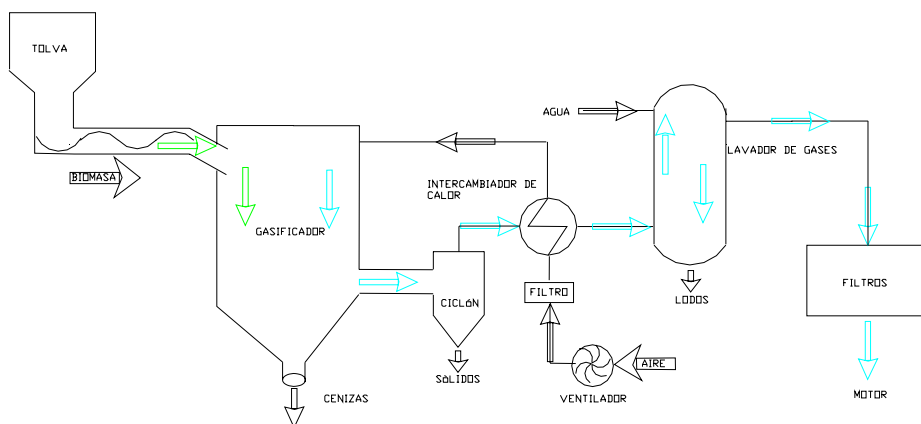 TOLVA
BIOMASA
GASIFICADOR
CENIZAS
CICLóN
SóLIDOS
INTERCAMBIADOR DE
CALOR
FILTRO
VENTILADOR
AIRE
AGUA
LAVADOR DE GASES
LODOS
FILTROS
MOTOR